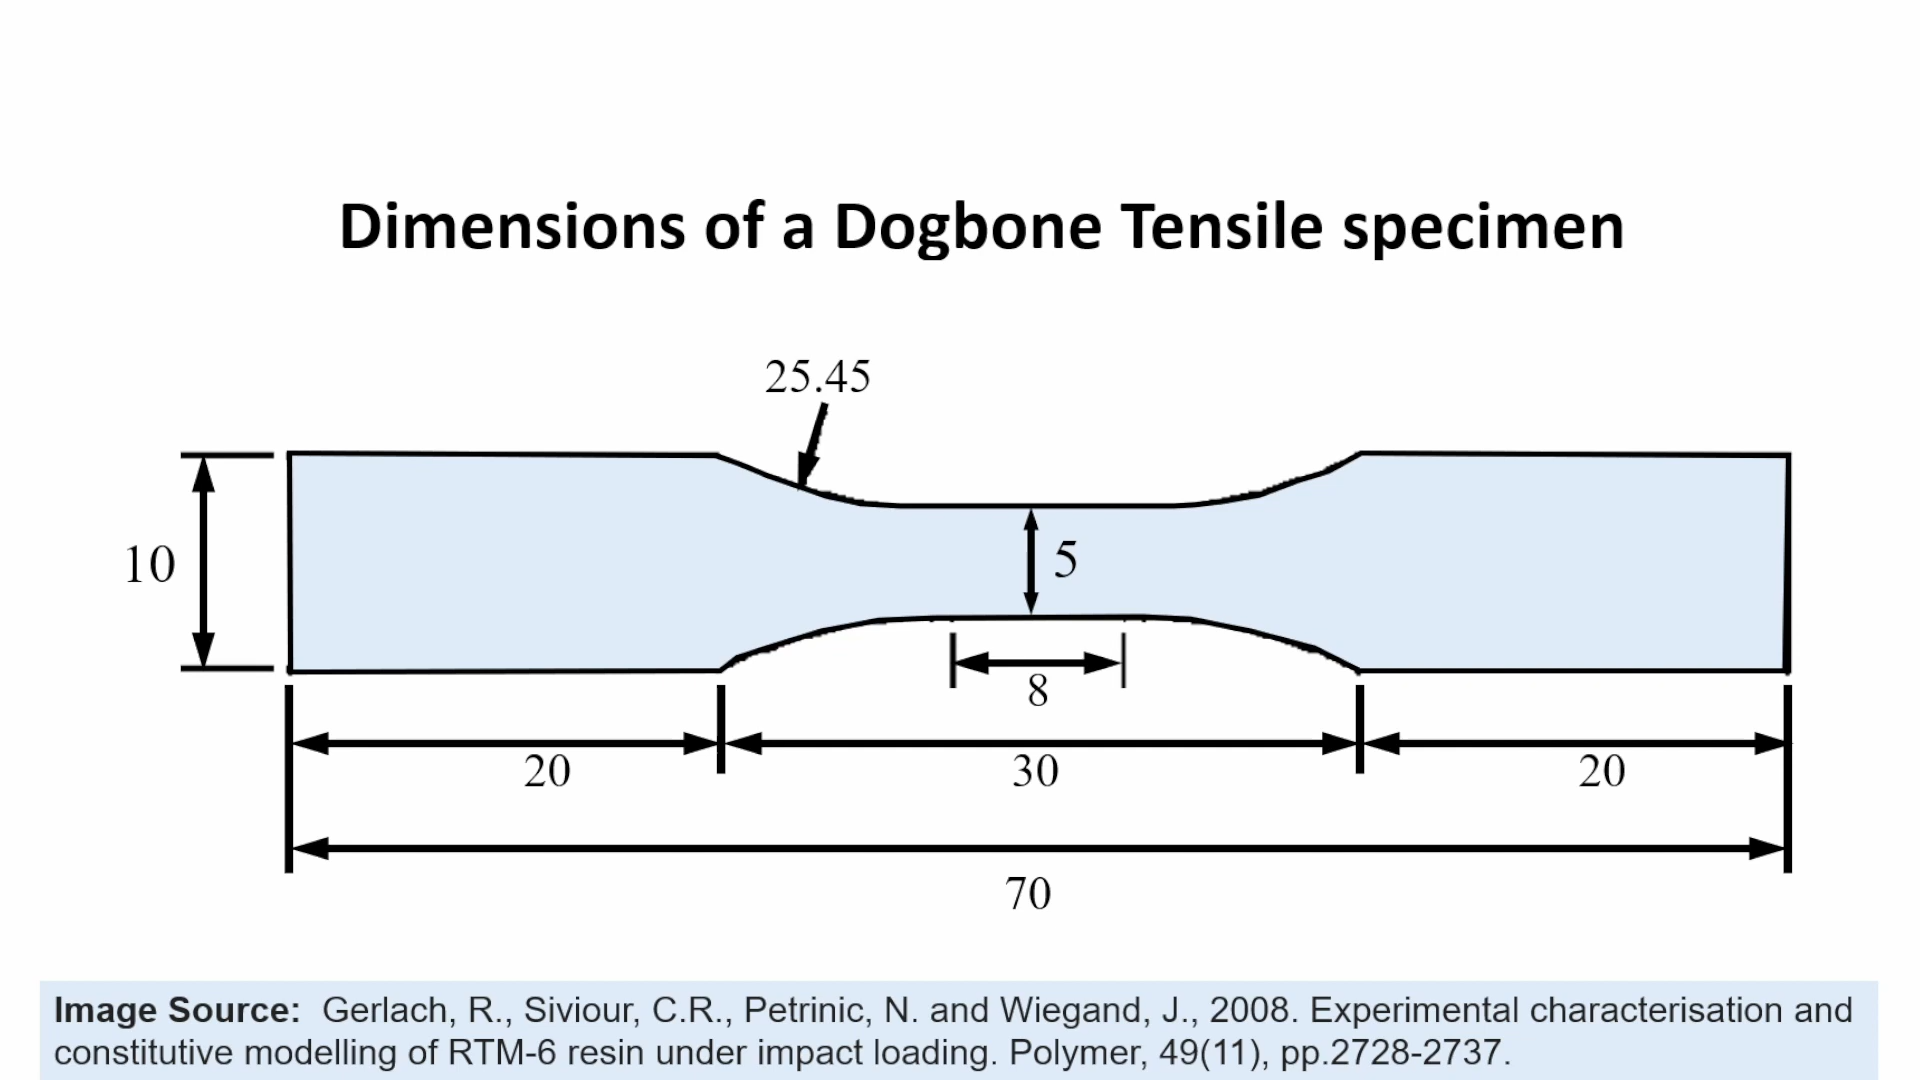 Dimensions of a Dogbone Tensile specimen
25.45
10
5
8
20
30
20
70
Image Source: Gerlach, R., Siviour, C.R., Petrinic, N. and Wiegand, J., 2008. Experimental characterisation and
constitutive modelling of RTM-6 resin under impact loading. Polymer, 49(11), pp.2728-2737.